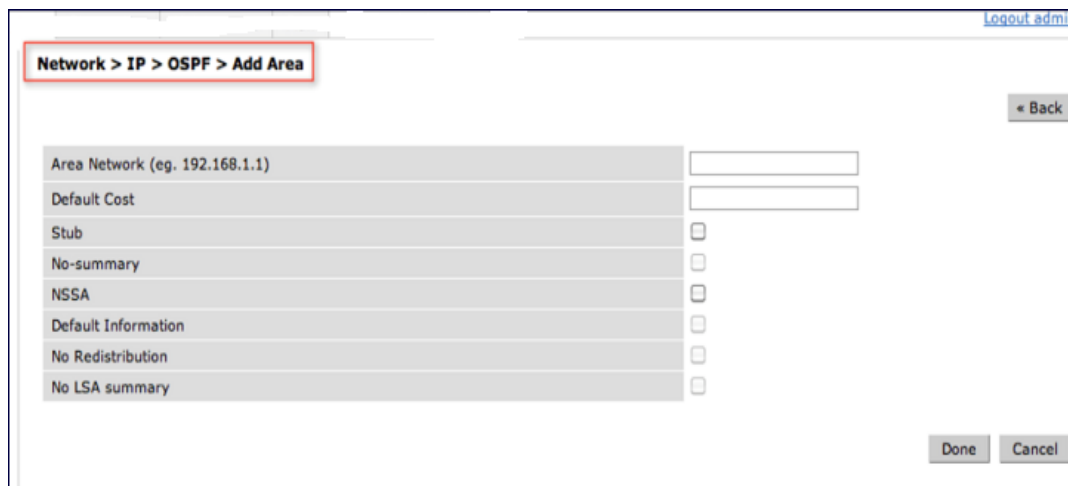 Logout admi
Network > IP > OSPF > Add Area
« Back
Area Network (eg. 192.168.1.1)
Default Cost
Stub
No-summary
NSSA
Default Information
No Redistribution
No LSA summary
Done Cancel